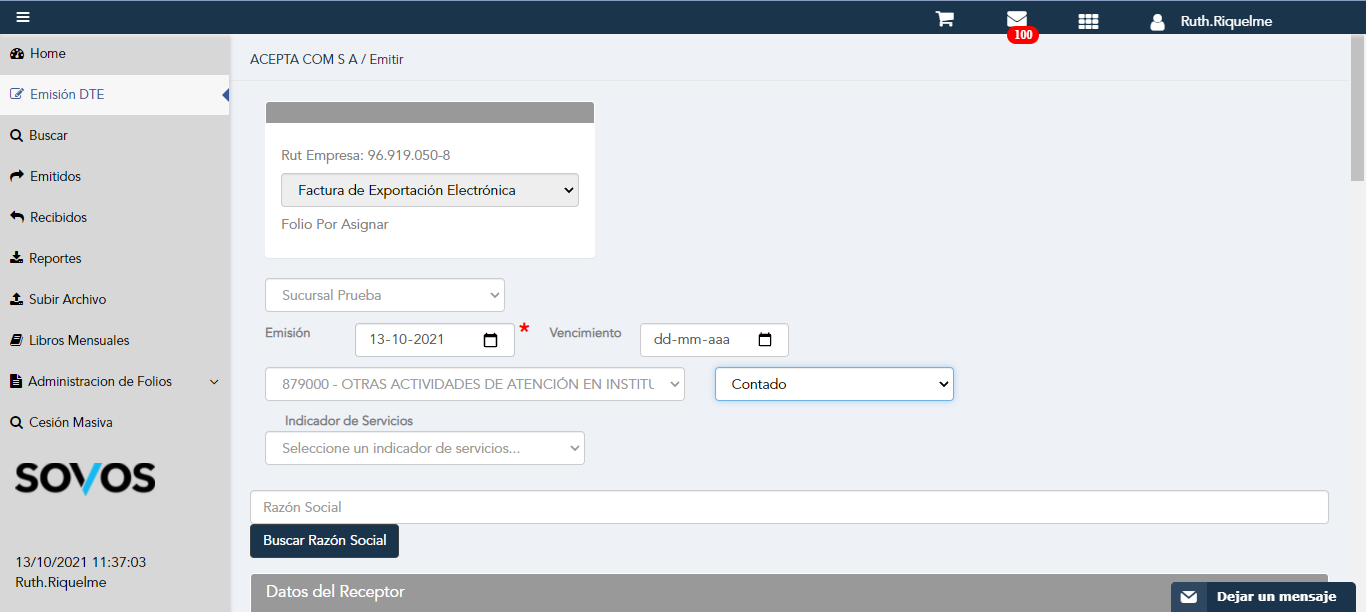 Ruth.Riquelme
100
Home
Emisión DTE
Buscar
Emitidos
Recibidos
Reportes
Subir Archivo
Libros Mensuales
Administracion de Folios
Cesión Masiva
SOVOS
13/10/2021 11:37:03
Ruth.Riquelme
ACEPTA COM S A / Emitir
Rut Empresa: 96.919.050-8
Factura de Exportación Electrónica
Folio Por Asignar
Sucursal Prueba
Emisión 13-10-2021 * Vencimiento dd-mm-aaa
879000 - OTRAS ACTIVIDADES DE ATENCIÓN EN INSTITU Contado
Indicador de Servicios
Seleccione un indicador de servicios...
Razón Social
Buscar Razón Social
Datos del Receptor
Dejar un mensaje